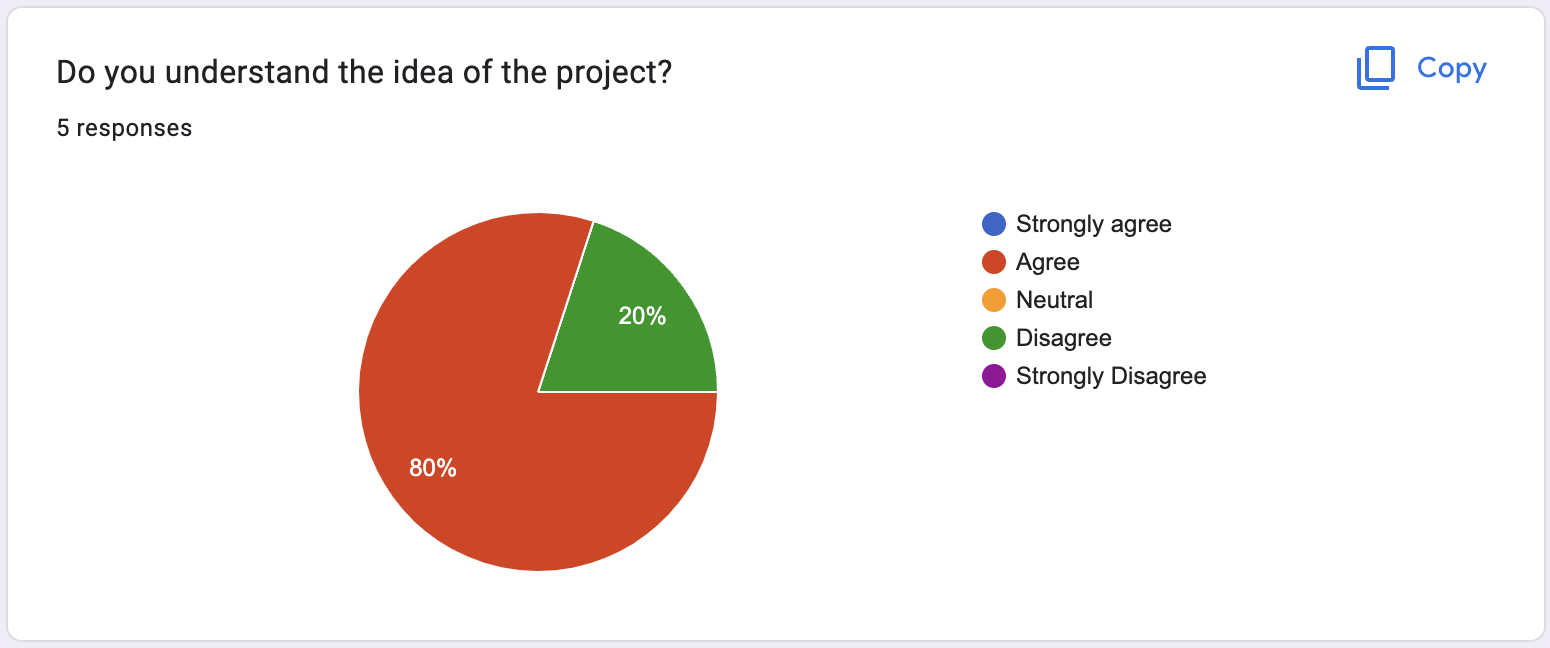 Do you understand the idea of the project?
Copy
5 responses
20%
80%
Strongly agree
Agree
Neutral
Disagree
Strongly Disagree